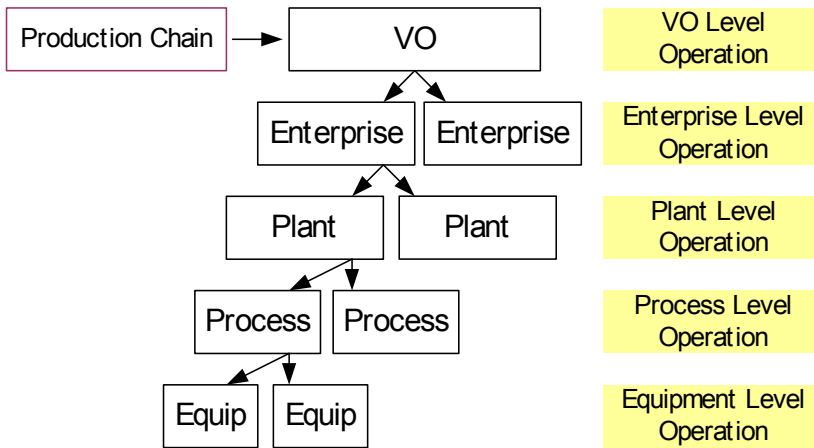 Production Chain
VO
VO Level
Operation
Enterprise
Enterprise
Enterprise Level
Operation
Plant
Plant
Plant Level
Operation
Process
Process
Process Level
Operation
Equip
Equip
Equipment Level
Operation